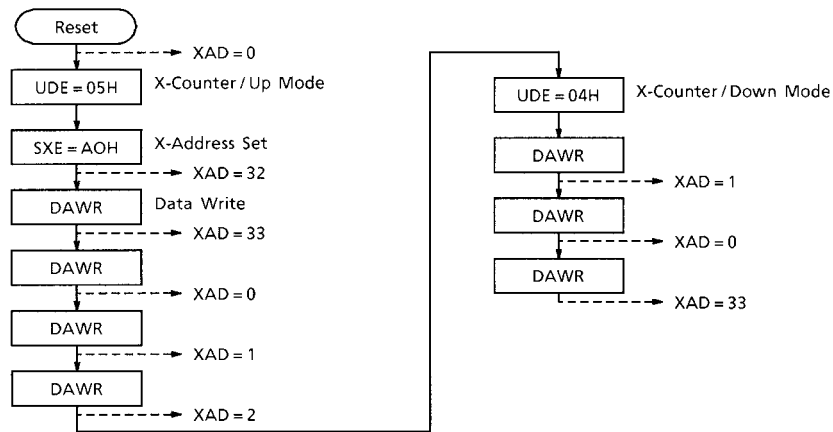 Reset
XAD = 0
UDE = 05H X-Counter / Up Mode
SXE = AOH X-Address Set
XAD = 32
DAWR Data Write
XAD = 33
DAWR
XAD = 0
DAWR
XAD = 1
DAWR
XAD = 2
UDE = 04H X-Counter / Down Mode
DAWR
XAD = 1
DAWR
XAD = 0
DAWR
XAD = 33